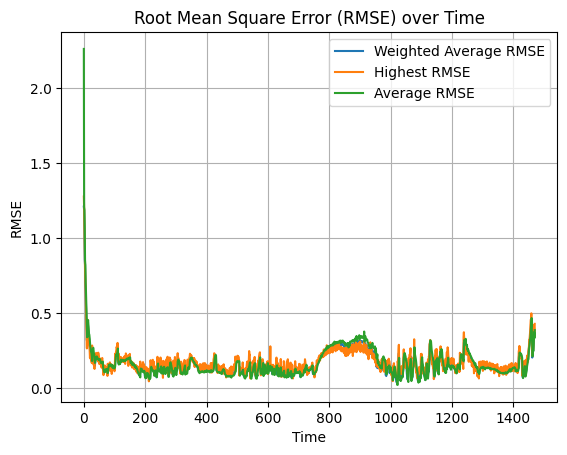 Root Mean Square Error (RMSE) over Time
Weighted Average RMSE
Highest RMSE
Average RMSE
RMSE
2.0
1.5
1.0
0.5
0.0
0 200 400 600 800 1000 1200 1400
Time